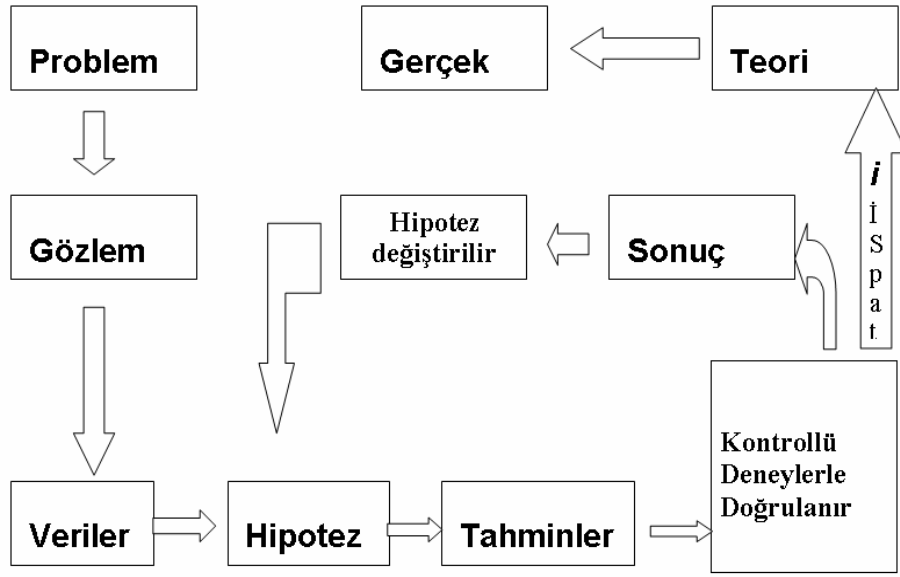 Problem
Gerçek
Teori
Gözlem
Hipotez
değiştirilir
Sonuç
i
İ
S
p
a
t
Veriler
Hipotez
Tahminler
Kontrollü
Deneylerle
Doğrulanır